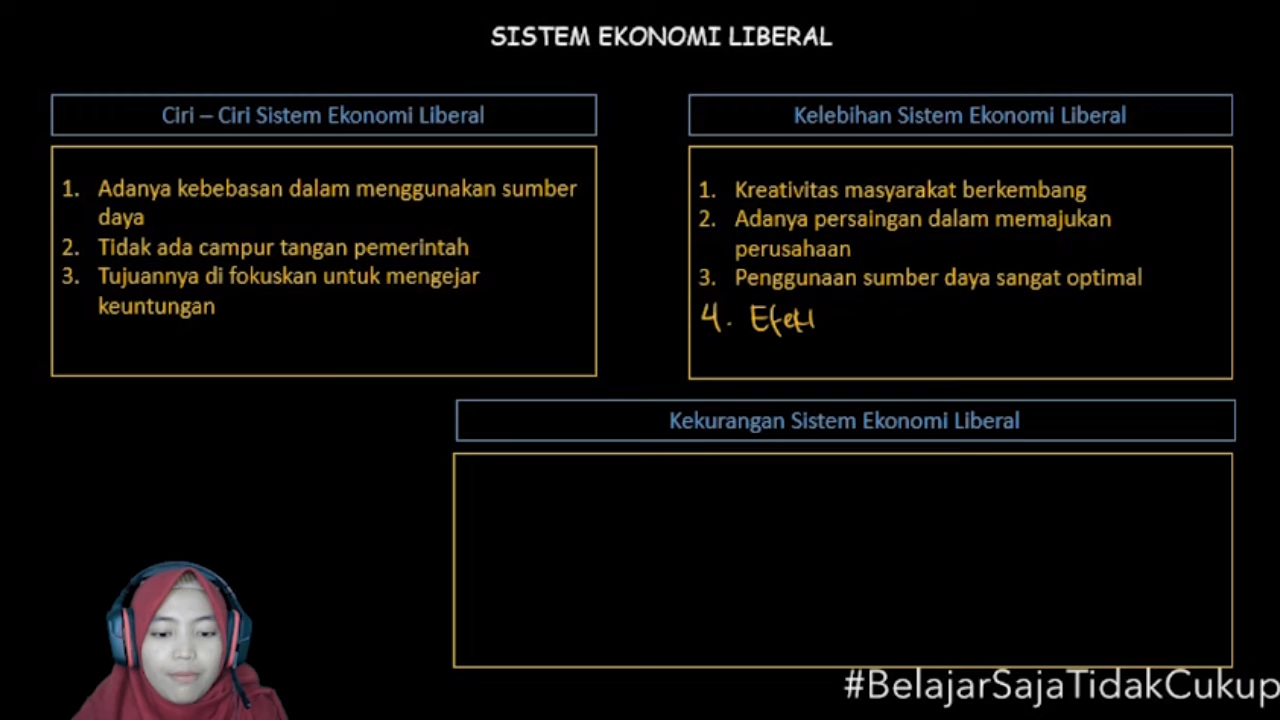 SISTEM EKONOMI LIBERAL
Ciri – Ciri Sistem Ekonomi Liberal
1. Adanya kebebasan dalam menggunakan sumber
daya
2. Tidak ada campur tangan pemerintah
3. Tujuannya di fokuskan untuk mengejar
keuntungan
Kelebihan Sistem Ekonomi Liberal
1. Kreativitas masyarakat berkembang
2. Adanya persaingan dalam memajukan
perusahaan
3. Penggunaan sumber daya sangat optimal
4. Efekt
Kekurangan Sistem Ekonomi Liberal
#BelajarSajaTidakCukup